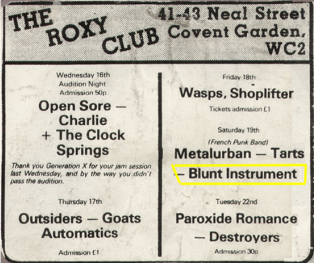 THE ROXY CLUB
41-43 Neal Street
Covent Garden,
WC2
Wednesday 16th
Audition Night
Admission 50p
Open Sore —
Charlie
+ The Clock
Springs
Thank you Generation X for your jam session
last Wednesday, and by the way you didn't
pass the audition.
Thursday 17th
Outsiders — Goats
Automatics
Admission £1
Friday 18th
Wasps, Shoplifter
Tickets admission £1
Saturday 19th
(French Punk Band)
Metalurban — Tarts
— Blunt Instrument
Tuesday 22nd
Paroxide Romance
— Destroyers
Admission 30p